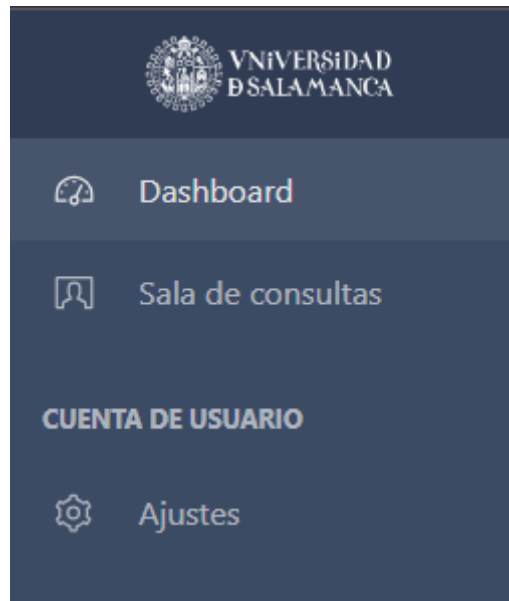 VNiVERSiDAD
D SALAMANCA
Dashboard
Sala de consultas
CUENTA DE USUARIO
Ajustes